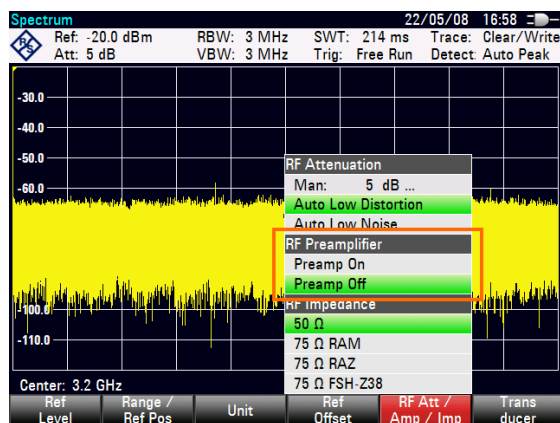 Spectrum 22/05/08 16:58
Ref: -20.0 dBm RBW: 3 MHz SWT: 214 ms Trace: Clear/Write
Att: 5 dB VBW: 3 MHz Trig: Free Run Detect: Auto Peak
-30.0
-40.0
-50.0
-60.0
-100.0
-110.0
RF Attenuation
Man: 5 dB ...
Auto Low Distortion
Auto Low Noise
RF Preamplifier
Preamp On
Preamp Off
RF Impedance
50 Ω
75 Ω RAM
75 Ω RAZ
75 Ω FSH-Z38
Center: 3.2 GHz
Ref Level
Range / Ref Pos
Unit
Ref Offset
RF Att / Amp / Imp
Trans ducer